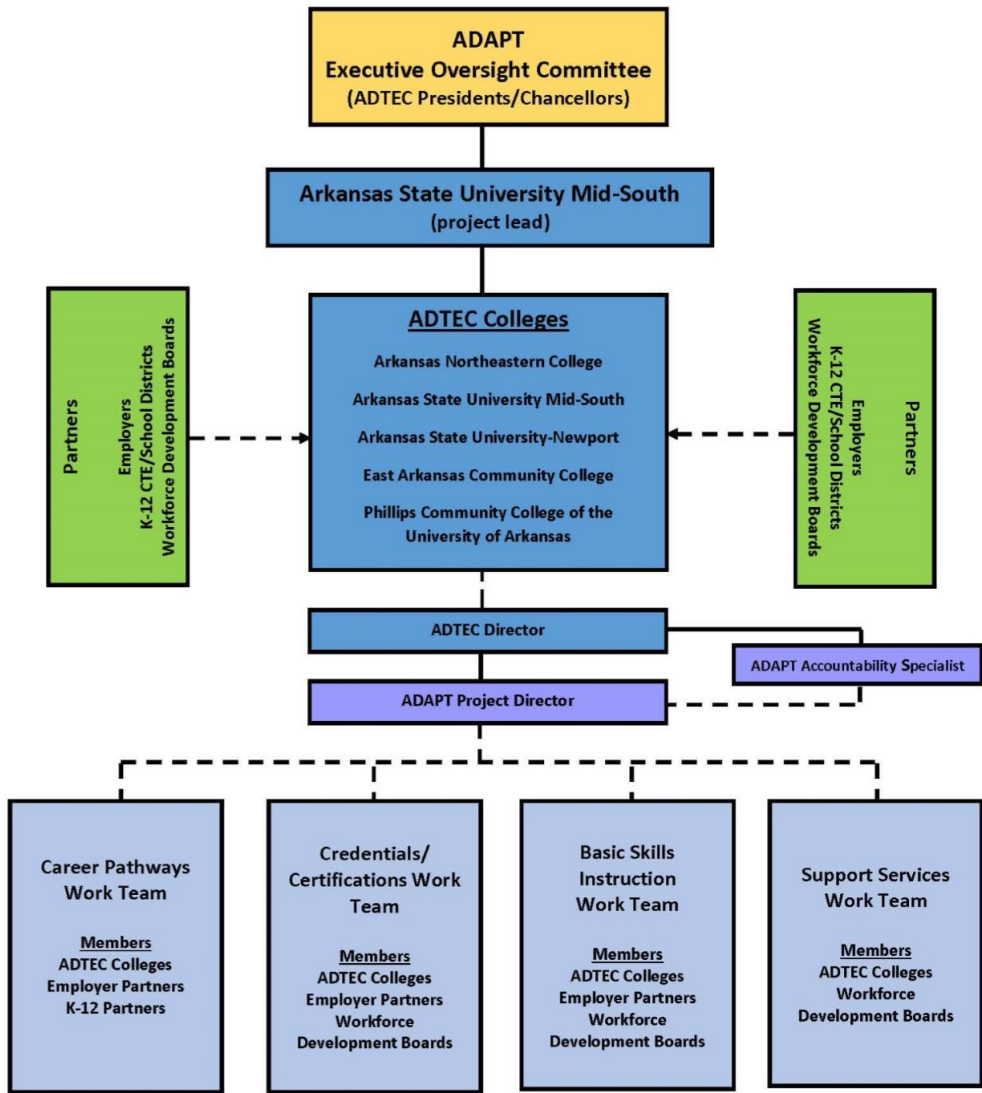 ADAPT
Executive Oversight Committee
(ADTEC Presidents/Chancellors)
Arkansas State University Mid-South
(project lead)
Partners
Employers
K-12 CTE/School Districts
Workforce Development Boards
ADTEC Colleges
Arkansas Northeastern College
Arkansas State University Mid-South
Arkansas State University-Newport
East Arkansas Community College
Phillips Community College of the
University of Arkansas
Partners
Employers
K-12 CTE/School Districts
Workforce Development Boards
ADTEC Director
ADAPT Accountability Specialist
ADAPT Project Director
Career Pathways
Work Team
Members
ADTEC Colleges
Employer Partners
K-12 Partners
Credentials/
Certifications Work
Team
Members
ADTEC Colleges
Employer Partners
Workforce
Development Boards
Basic Skills
Instruction
Work Team
Members
ADTEC Colleges
Employer Partners
Workforce
Development Boards
Support Services
Work Team
Members
ADTEC Colleges
Workforce
Development Boards